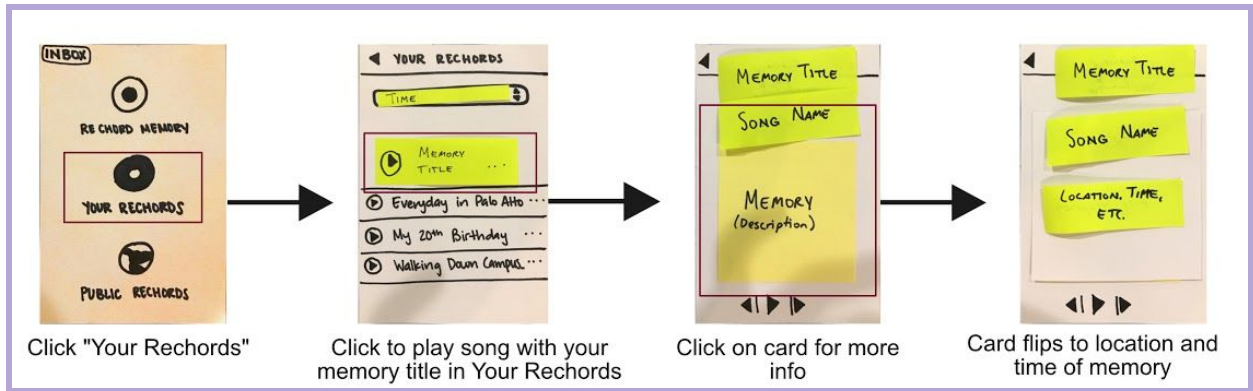 INBOX
RECHORD MEMORY
YOUR RECHORDS
PUBLIC RECHORDS
Click "Your Rechords"
YOUR RECHORDS
TIME
MEMORY
TITLE ...
Everyday in Palo Alto ...
My 20th Birthday ...
Walking Down Campus...
Click to play song with your
memory title in Your Rechords
MEMORY TITLE
SONG NAME
MEMORY
(Description)
Click on card for more
info
MEMORY TITLE
SONG NAME
LOCATION, TIME,
ETC.
Card flips to location and
time of memory